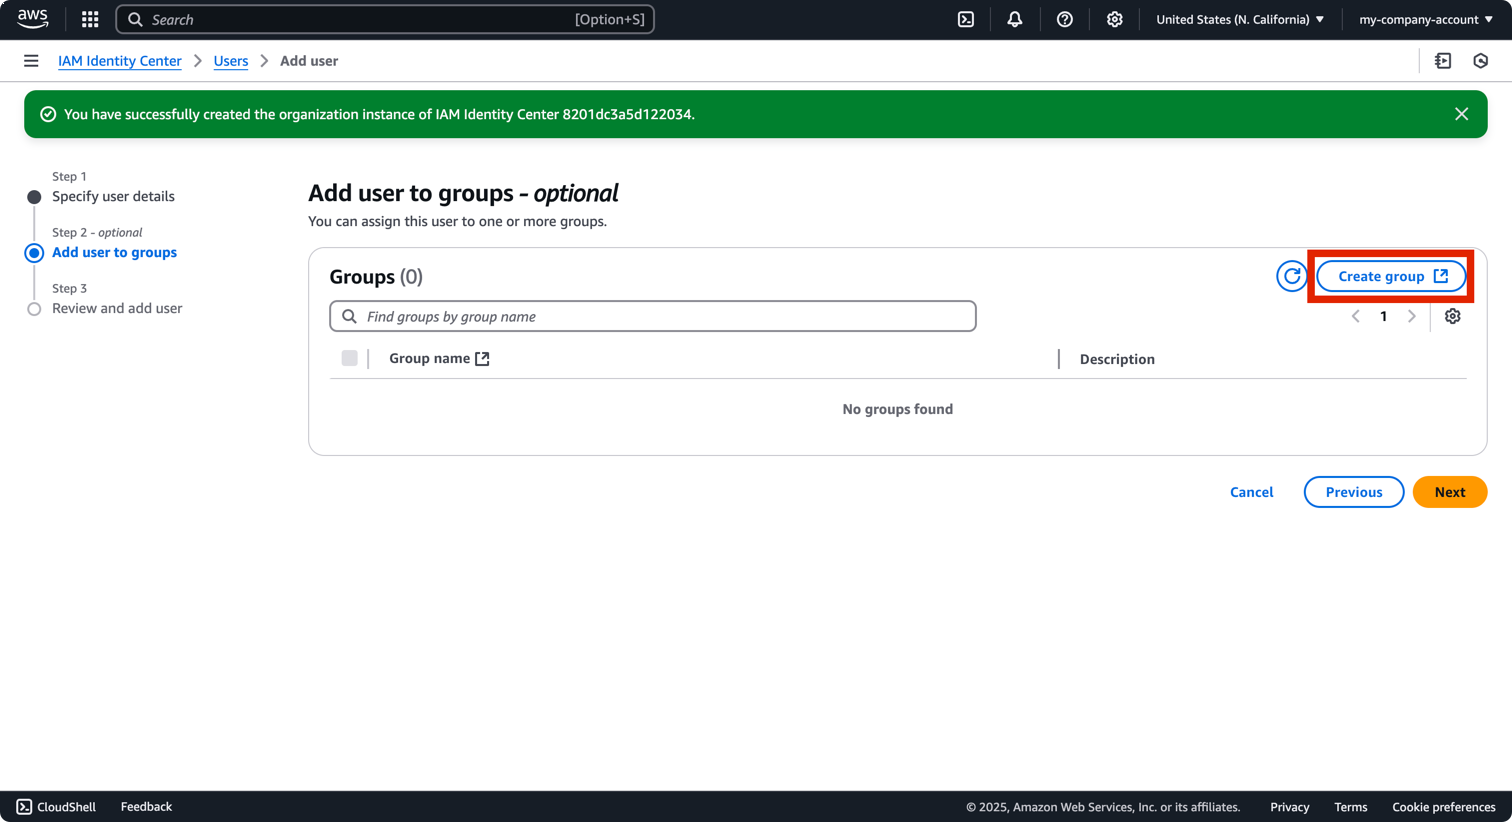 aws
Search [Option+S]
United States (N. California)
my-company-account
IAM Identity Center
Users
Add user
You have successfully created the organization instance of IAM Identity Center 8201dc3a5d122034.
Step 1
Specify user details
Step 2 - optional
Add user to groups
Step 3
Review and add user
Add user to groups - optional
You can assign this user to one or more groups.
Groups (0)
Create group
Find groups by group name
1
Group name
Description
No groups found
Cancel
Previous
Next
CloudShell
Feedback
© 2025, Amazon Web Services, Inc. or its affiliates.
Privacy
Terms
Cookie preferences